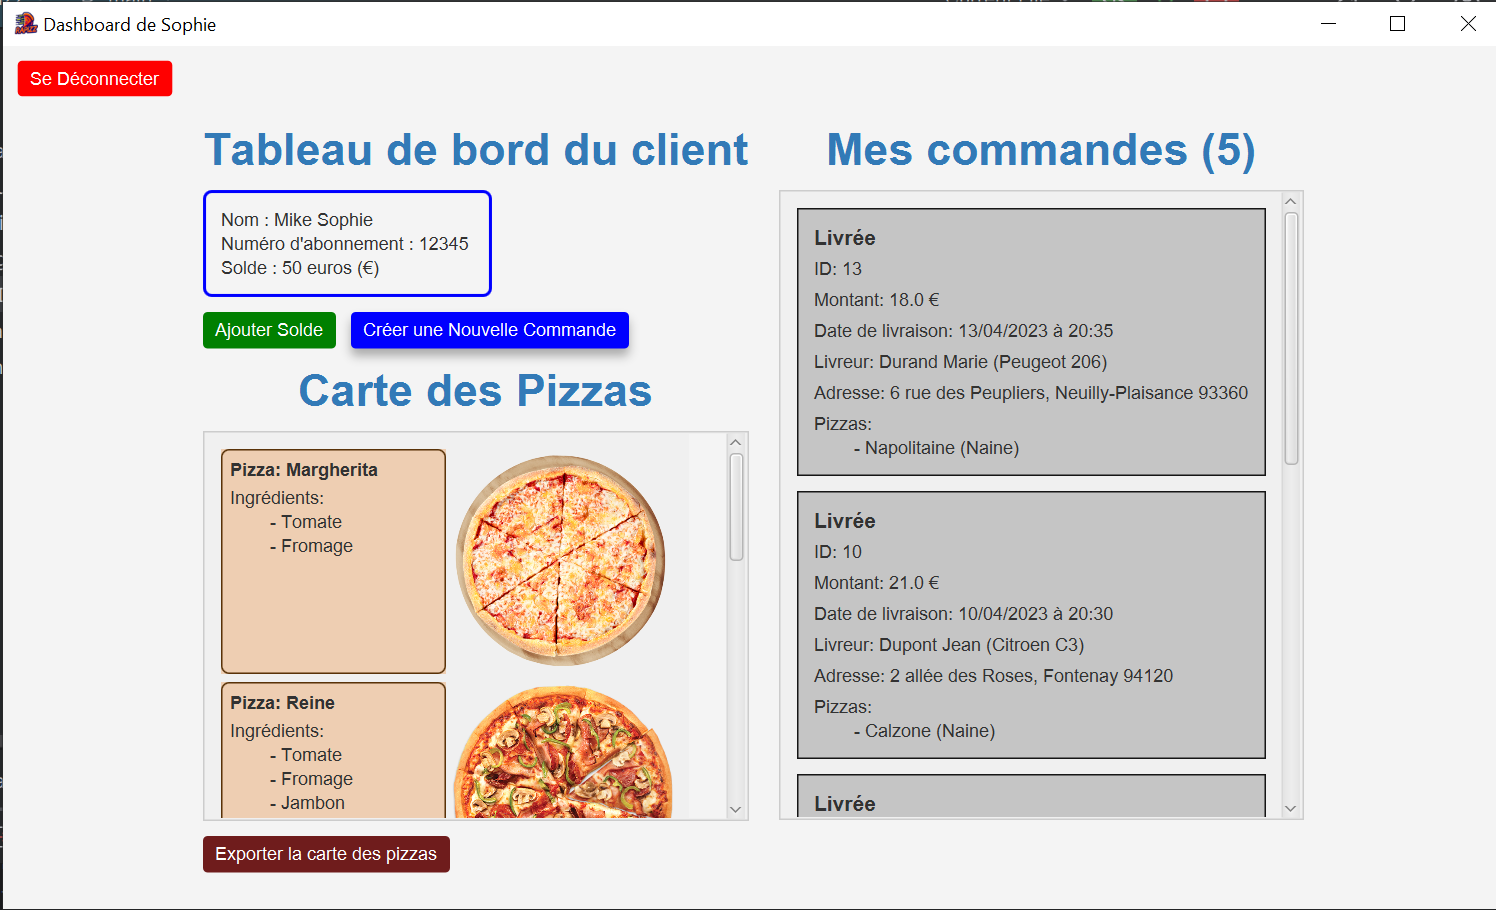 Dashboard de Sophie
Se Déconnecter
Tableau de bord du client
Nom : Mike Sophie
Numéro d'abonnement : 12345
Solde : 50 euros (€)
Ajouter Solde
Créer une Nouvelle Commande
Carte des Pizzas
Pizza: Margherita
Ingrédients:
- Tomate
- Fromage
Pizza: Reine
Ingrédients:
- Tomate
- Fromage
- Jambon
Exporter la carte des pizzas
Mes commandes (5)
Livrée
ID: 13
Montant: 18.0 €
Date de livraison: 13/04/2023 à 20:35
Livreur: Durand Marie (Peugeot 206)
Adresse: 6 rue des Peupliers, Neuilly-Plaisance 93360
Pizzas:
- Napolitaine (Naine)
Livrée
ID: 10
Montant: 21.0 €
Date de livraison: 10/04/2023 à 20:30
Livreur: Dupont Jean (Citroen C3)
Adresse: 2 allée des Roses, Fontenay 94120
Pizzas:
- Calzone (Naine)
Livrée